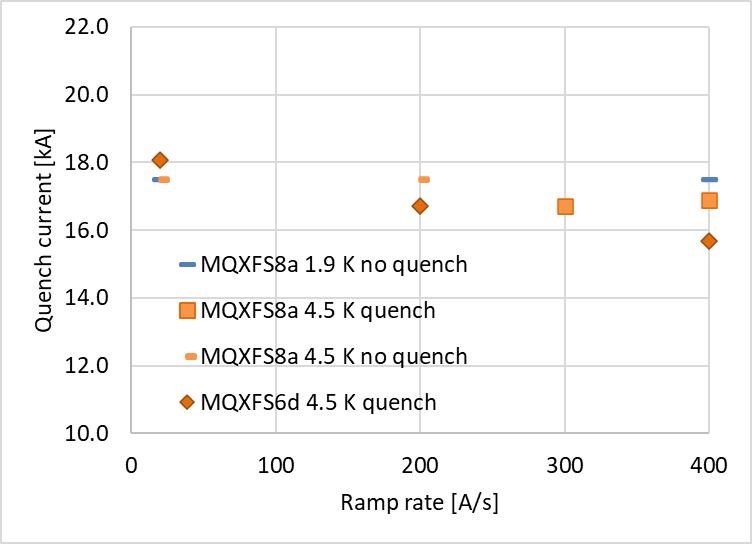 22.0
20.0
18.0
16.0
14.0
12.0
10.0
Quench current [kA]
MQXFS8a 1.9 K no quench
MQXFS8a 4.5 K quench
MQXFS8a 4.5 K no quench
MQXFS6d 4.5 K quench
0 100 200 300 400
Ramp rate [A/s]